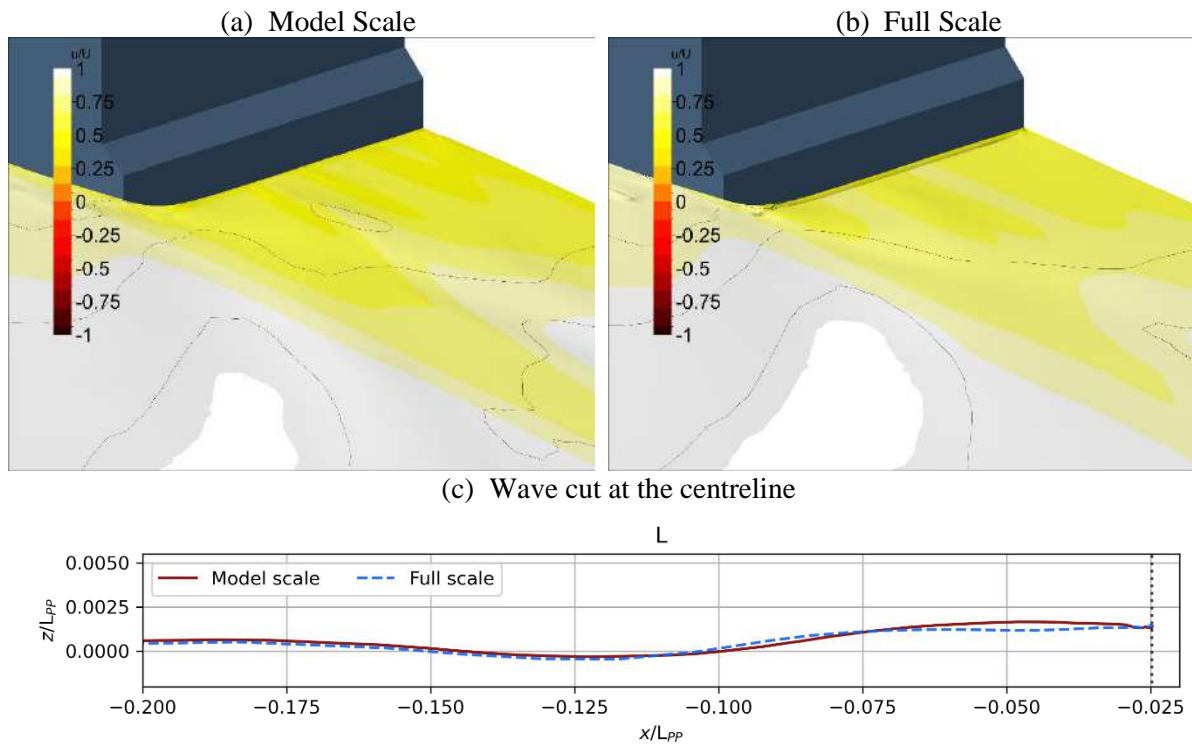 (a) Model Scale
(b) Full Scale
u/U
1
0.75
0.5
0.25
0
-0.25
-0.5
-0.75
-1
u/U
1
0.75
0.5
0.25
0
-0.25
-0.5
-0.75
-1
(c) Wave cut at the centreline
L
0.0050
0.0025
0.0000
z/LPP
Model scale
Full scale
−0.200 −0.175 −0.150 −0.125 −0.100 −0.075 −0.050 −0.025
x/LPP